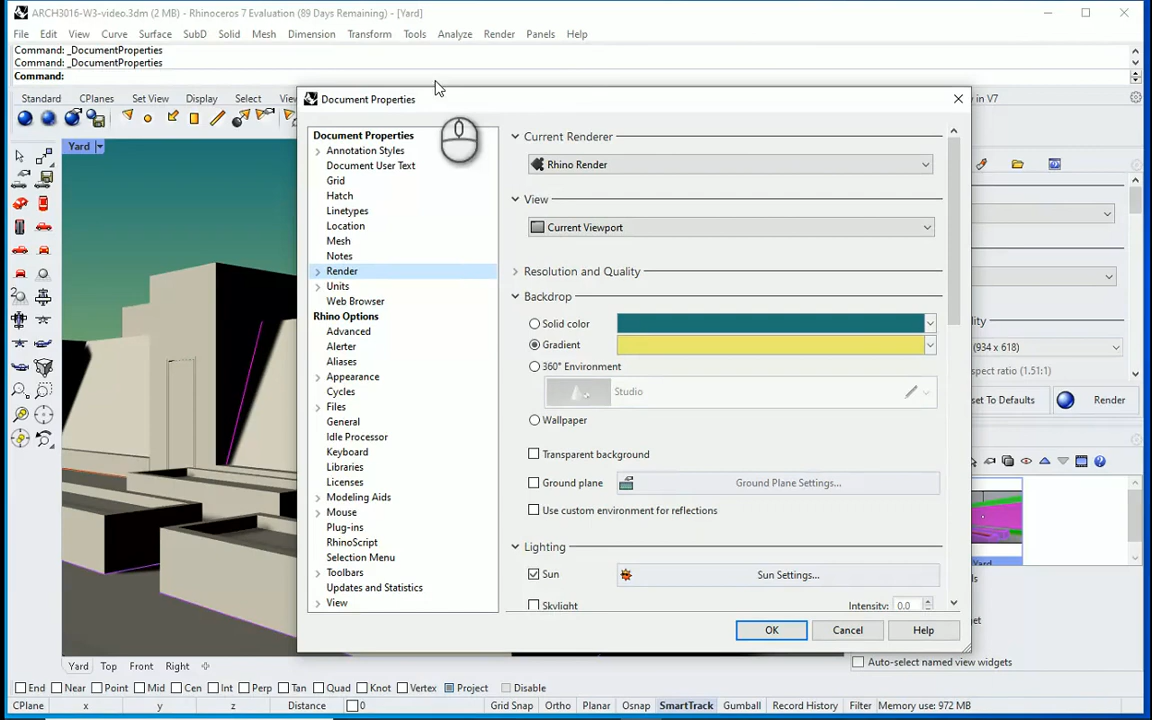 ARCH3016-W3-video.3dm (2 MB) - Rhinoceros 7 Evaluation (89 Days Remaining) - [Yard]
File Edit View Curve Surface SubD Solid Mesh Dimension Transform Tools Analyze Render Panels Help
Command: _DocumentProperties
Command: _DocumentProperties
Command:
Standard CPlanes Set View Display Select
y in V7
Yard
Document Properties
Document Properties
Annotation Styles
Document User Text
Grid
Hatch
Linetypes
Location
Mesh
Notes
Render
Units
Web Browser
Rhino Options
Advanced
Alerter
Aliases
Appearance
Cycles
Files
General
Idle Processor
Keyboard
Libraries
Licenses
Modeling Aids
Mouse
Plug-ins
RhinoScript
Selection Menu
Toolbars
Updates and Statistics
View
Current Renderer
Rhino Render
View
Current Viewport
Resolution and Quality
Backdrop
Solid color
Gradient
360° Environment
Studio
Wallpaper
Transparent background
Ground plane Ground Plane Settings...
Use custom environment for reflections
Lighting
Sun Sun Settings...
Skylight Intensity: 0.0
OK Cancel Help
ality
(934 x 618)
spect ratio (1.51:1)
set To Defaults Render
Yard
Auto-select named view widgets
Yard Top Front Right
End Near Point Mid Cen Int Perp Tan Quad Knot Vertex Project Disable
CPlane x y z Distance 0 Grid Snap Ortho Planar Osnap SmartTrack Gumball Record History Filter Memory use: 972 MB